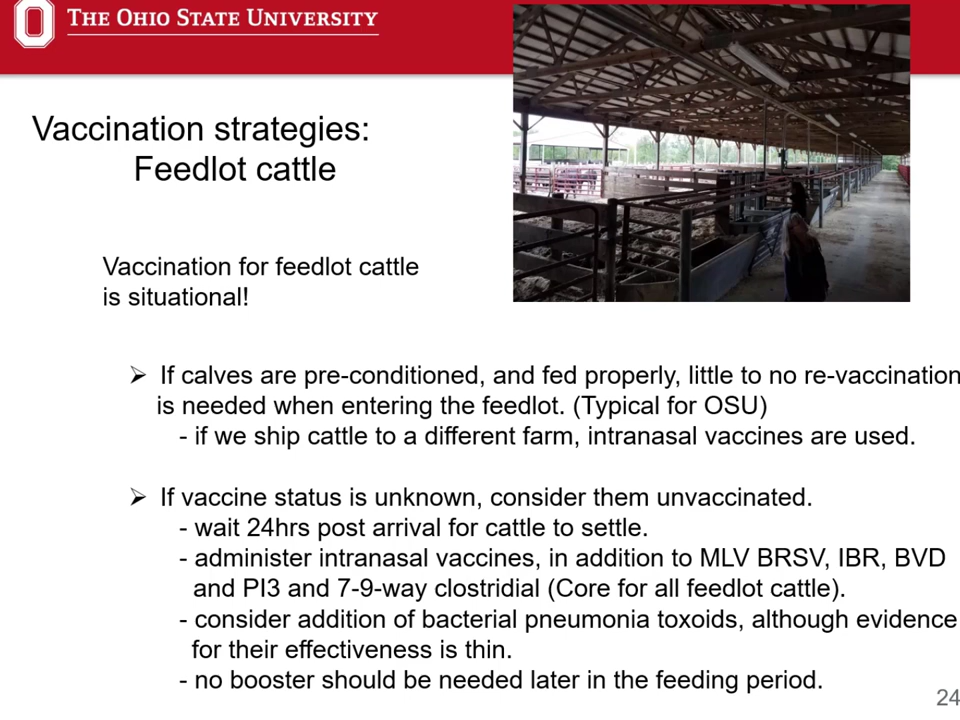 THE OHIO STATE UNIVERSITY
Vaccination strategies:
Feedlot cattle
Vaccination for feedlot cattle
is situational!
➢ If calves are pre-conditioned, and fed properly, little to no re-vaccination
is needed when entering the feedlot. (Typical for OSU)
- if we ship cattle to a different farm, intranasal vaccines are used.
➢ If vaccine status is unknown, consider them unvaccinated.
- wait 24hrs post arrival for cattle to settle.
- administer intranasal vaccines, in addition to MLV BRSV, IBR, BVD
and PI3 and 7-9-way clostridial (Core for all feedlot cattle).
- consider addition of bacterial pneumonia toxoids, although evidence
for their effectiveness is thin.
- no booster should be needed later in the feeding period.
24